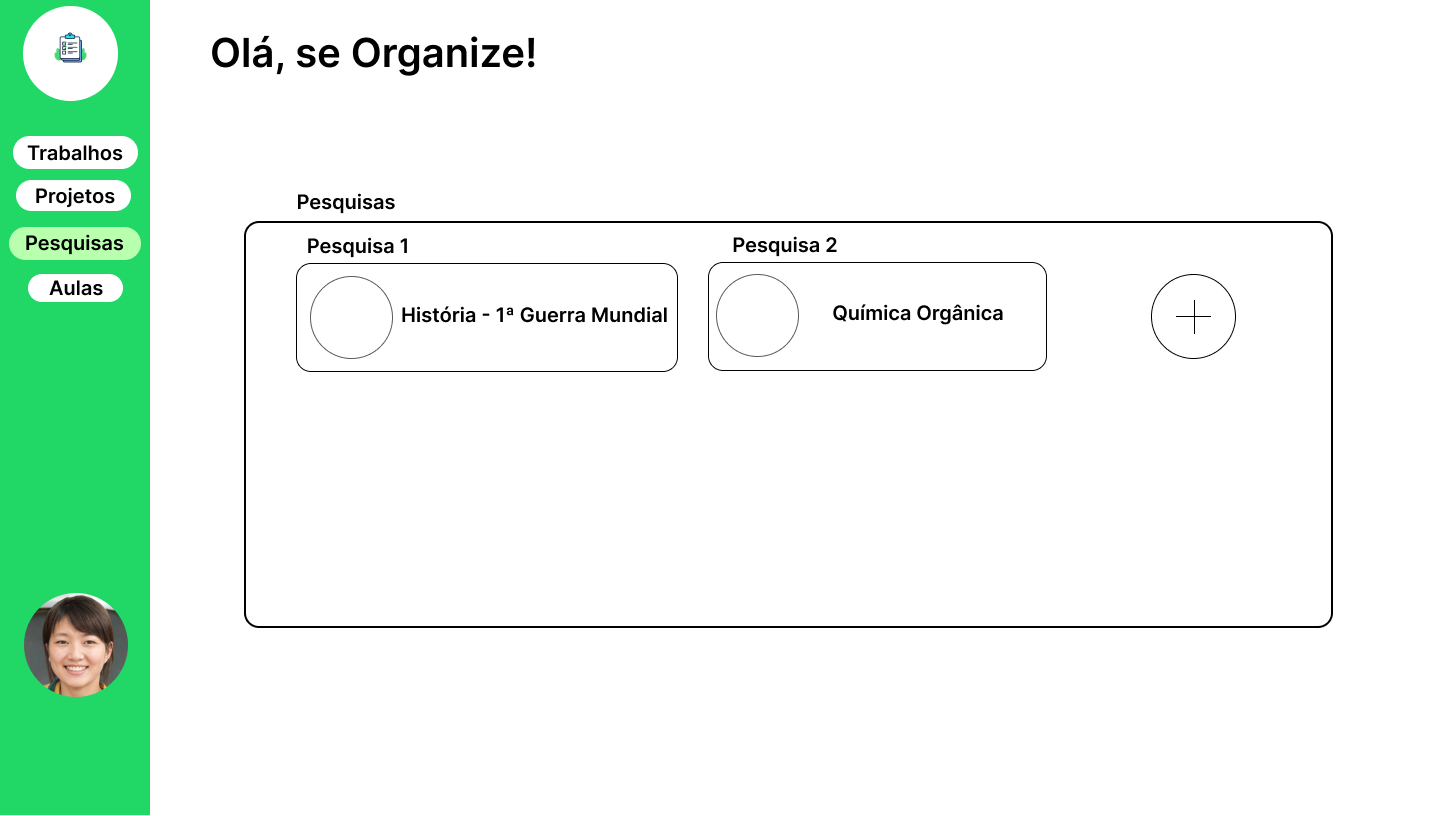 Olá, se Organize!
Trabalhos
Projetos
Pesquisas
Aulas
Pesquisas
Pesquisa 1
História - 1ª Guerra Mundial
Pesquisa 2
Química Orgânica